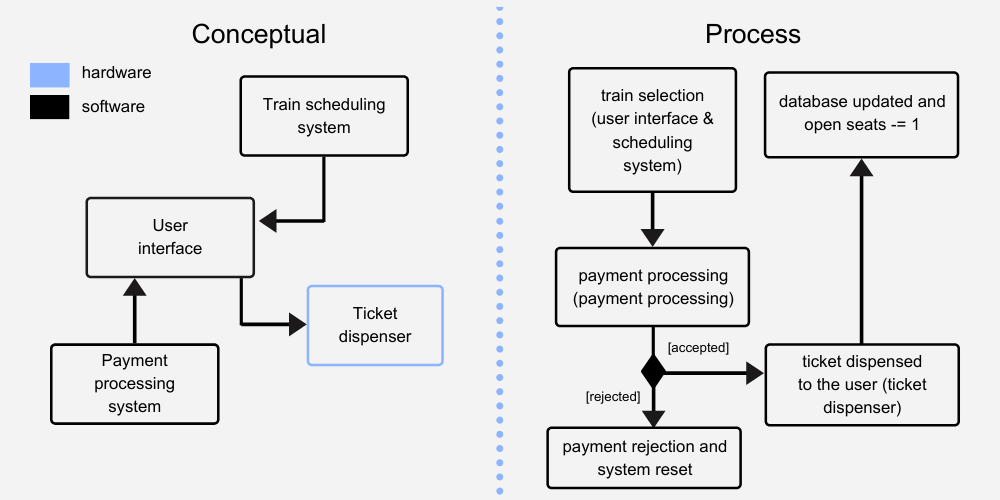 Conceptual
hardware
software
Train scheduling
system
User
interface
Ticket
dispenser
Payment
processing
system
Process
train selection
(user interface &
scheduling
system)
database updated and
open seats -= 1
payment processing
(payment processing)
[accepted]
[rejected]
ticket dispensed
to the user (ticket
dispenser)
payment rejection and
system reset